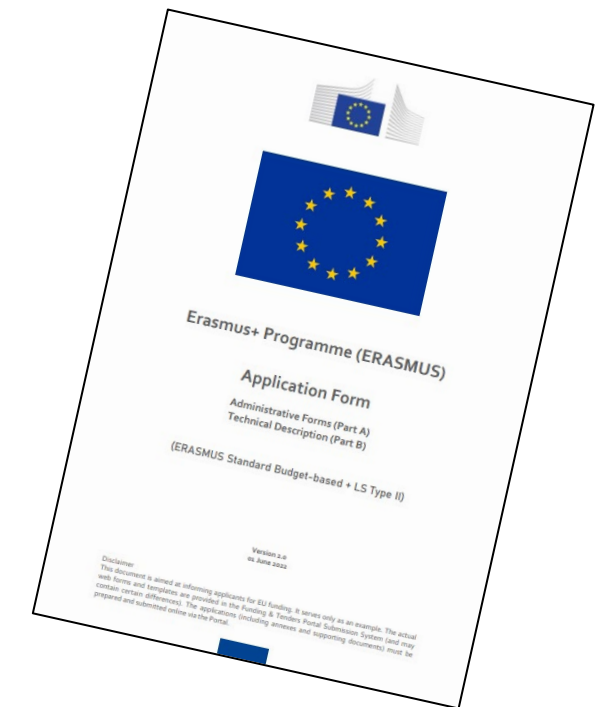 Erasmus+ Programme (ERASMUS)
Application Form
Administrative Forms (Part A)
Technical Description (Part B)
(ERASMUS Standard Budget-based + LS Type II)
Version 2.0
01 June 2022
Disclaimer
This document is aimed at informing applicants for EU funding. It serves only as an example. The actual
web forms and templates are provided in the Funding & Tenders Portal Submission System (and may
contain certain differences). The applications (including annexes and supporting documents) must be
prepared and submitted online via the Portal.